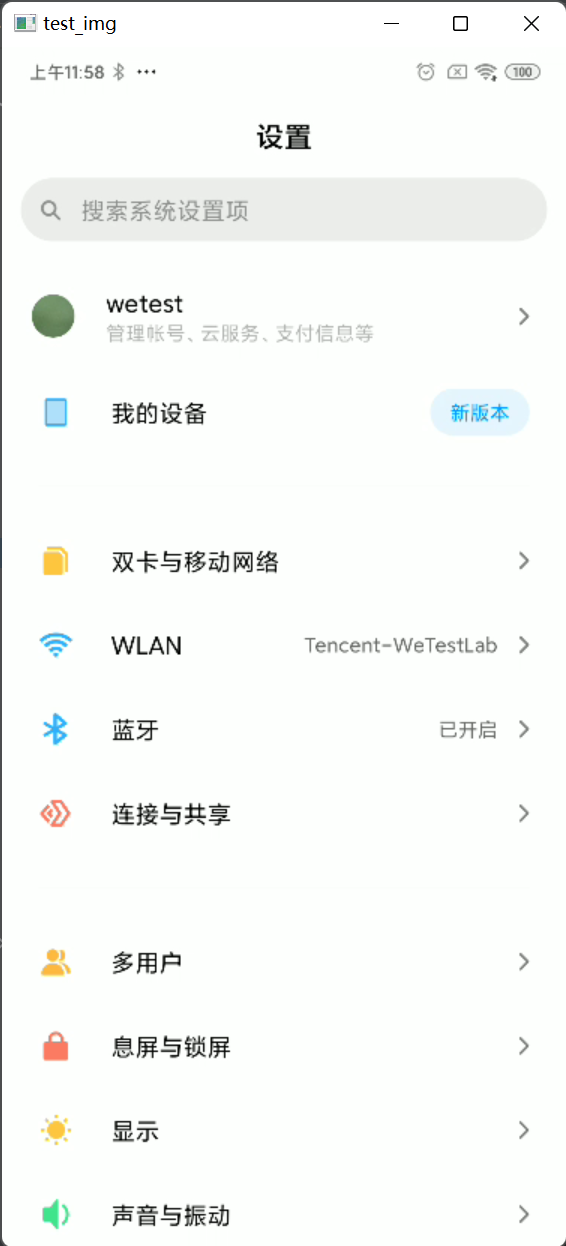 test_img
上午11:58 ··· 100
设置
搜索系统设置项
wetest
管理帐号、云服务、支付信息等
我的设备 新版本
双卡与移动网络
WLAN Tencent-WeTestLab
蓝牙 已开启
连接与共享
多用户
息屏与锁屏
显示
声音与振动